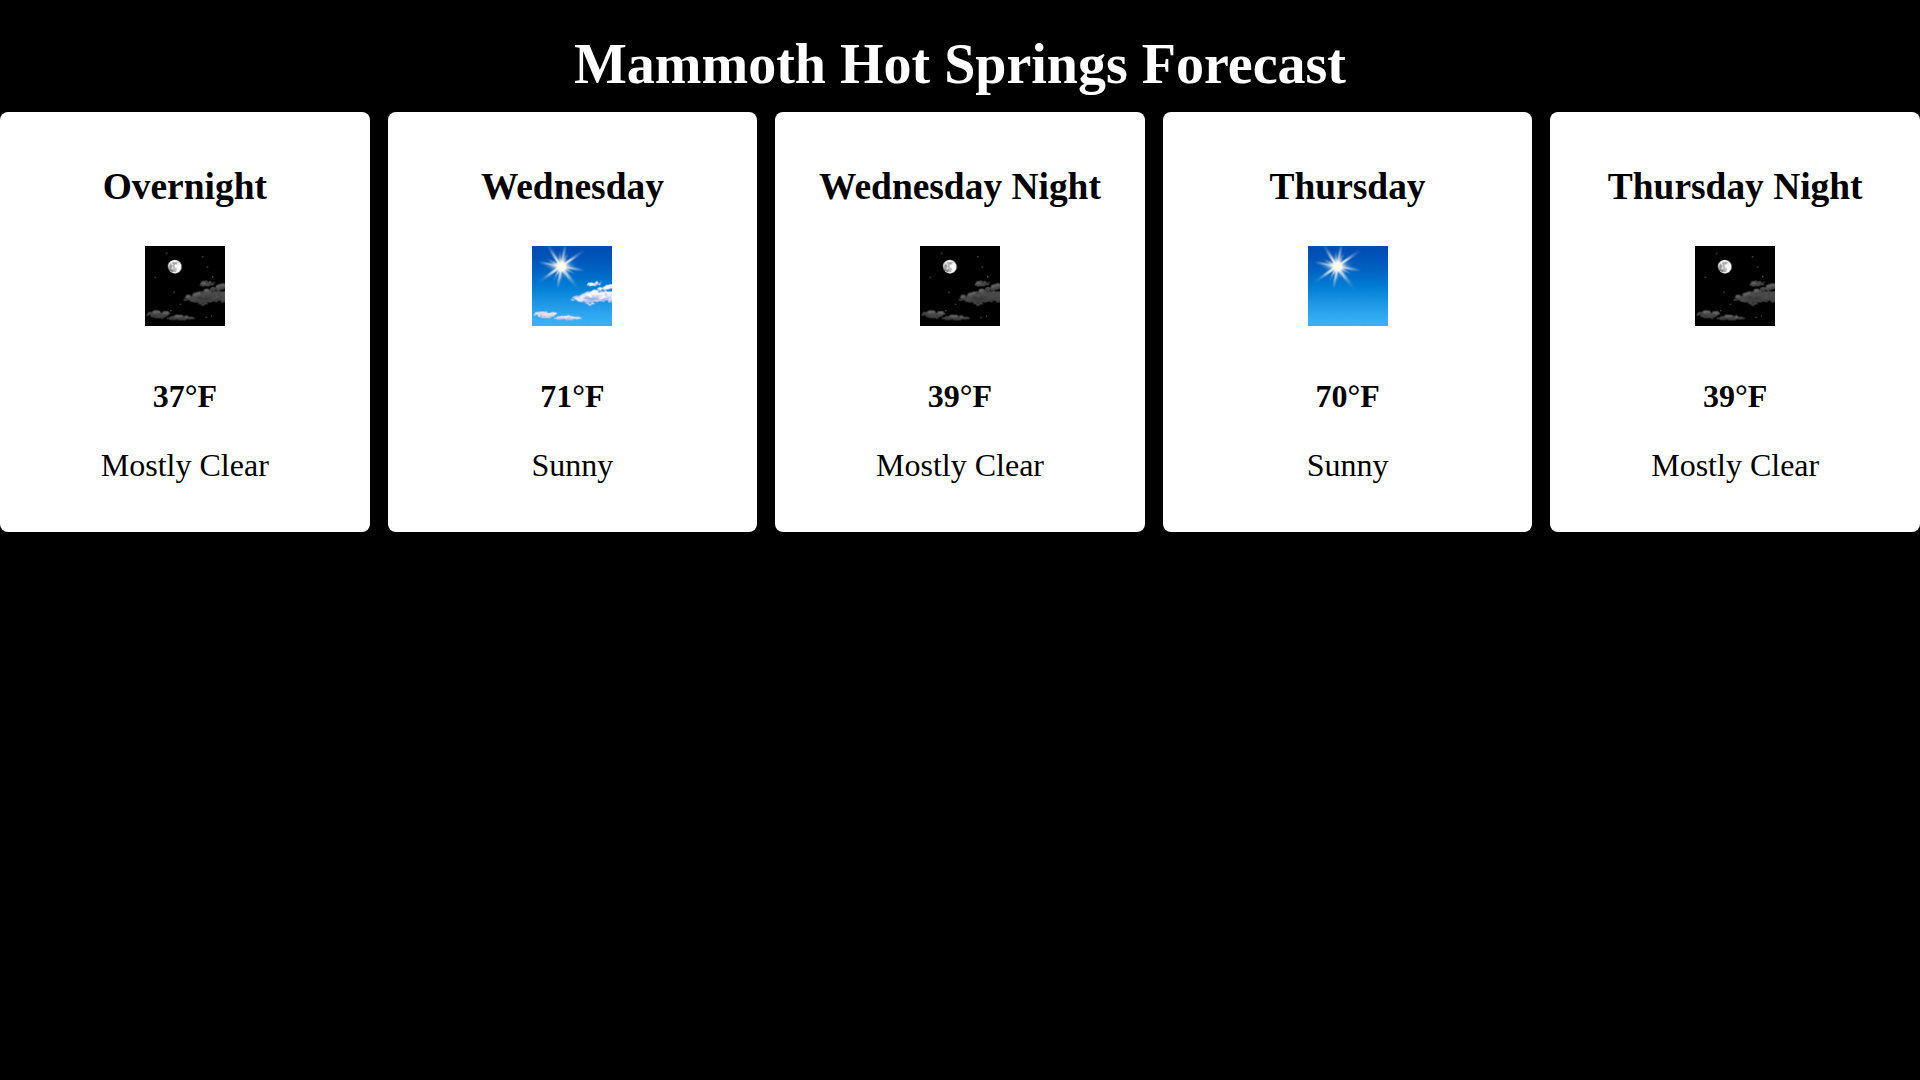 Mammoth Hot Springs Forecast
Overnight
37°F
Mostly Clear
Wednesday
71°F
Sunny
Wednesday Night
39°F
Mostly Clear
Thursday
70°F
Sunny
Thursday Night
39°F
Mostly Clear